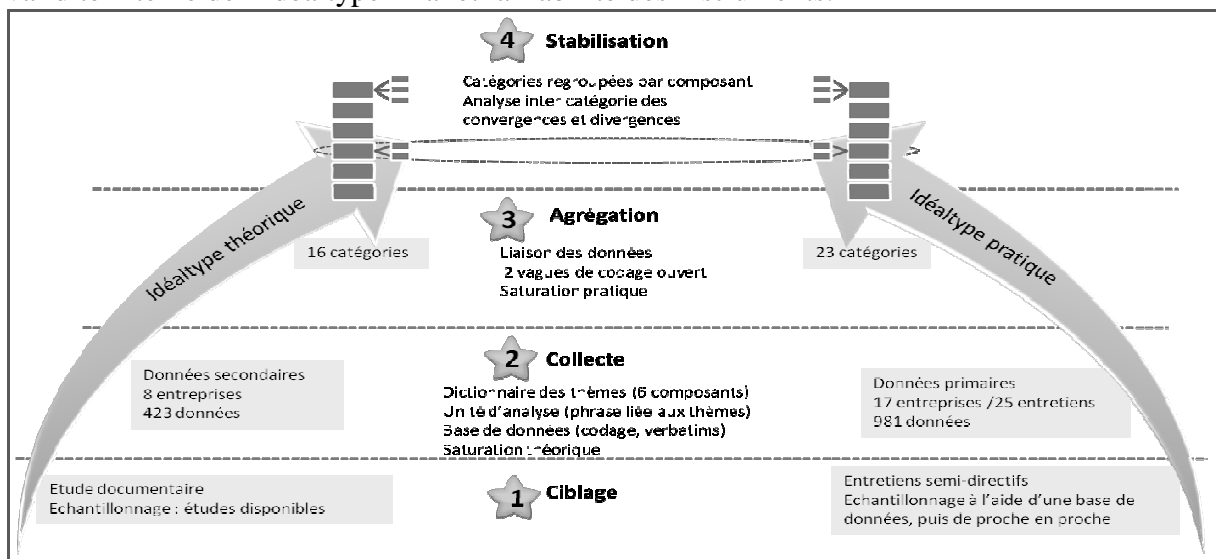 4 Stabilisation
Catégories regroupées par composant
Analyse inter catégorie des
convergences et divergences
Idéaltype théorique
Idéaltype pratique
3 Agrégation
16 catégories
23 catégories
Liaison des données
2 vagues de codage ouvert
Saturation pratique
2 Collecte
Données secondaires
8 entreprises
423 données
Dictionnaire des thèmes (6 composants)
Unité d'analyse (phrase liée aux thèmes)
Base de données (codage, verbatims)
Saturation théorique
Données primaires
17 entreprises /25 entretiens
981 données
1 Ciblage
Etude documentaire
Echantillonnage : études disponibles
Entretiens semi-directifs
Echantillonnage à l'aide d'une base de
données, puis de proche en proche